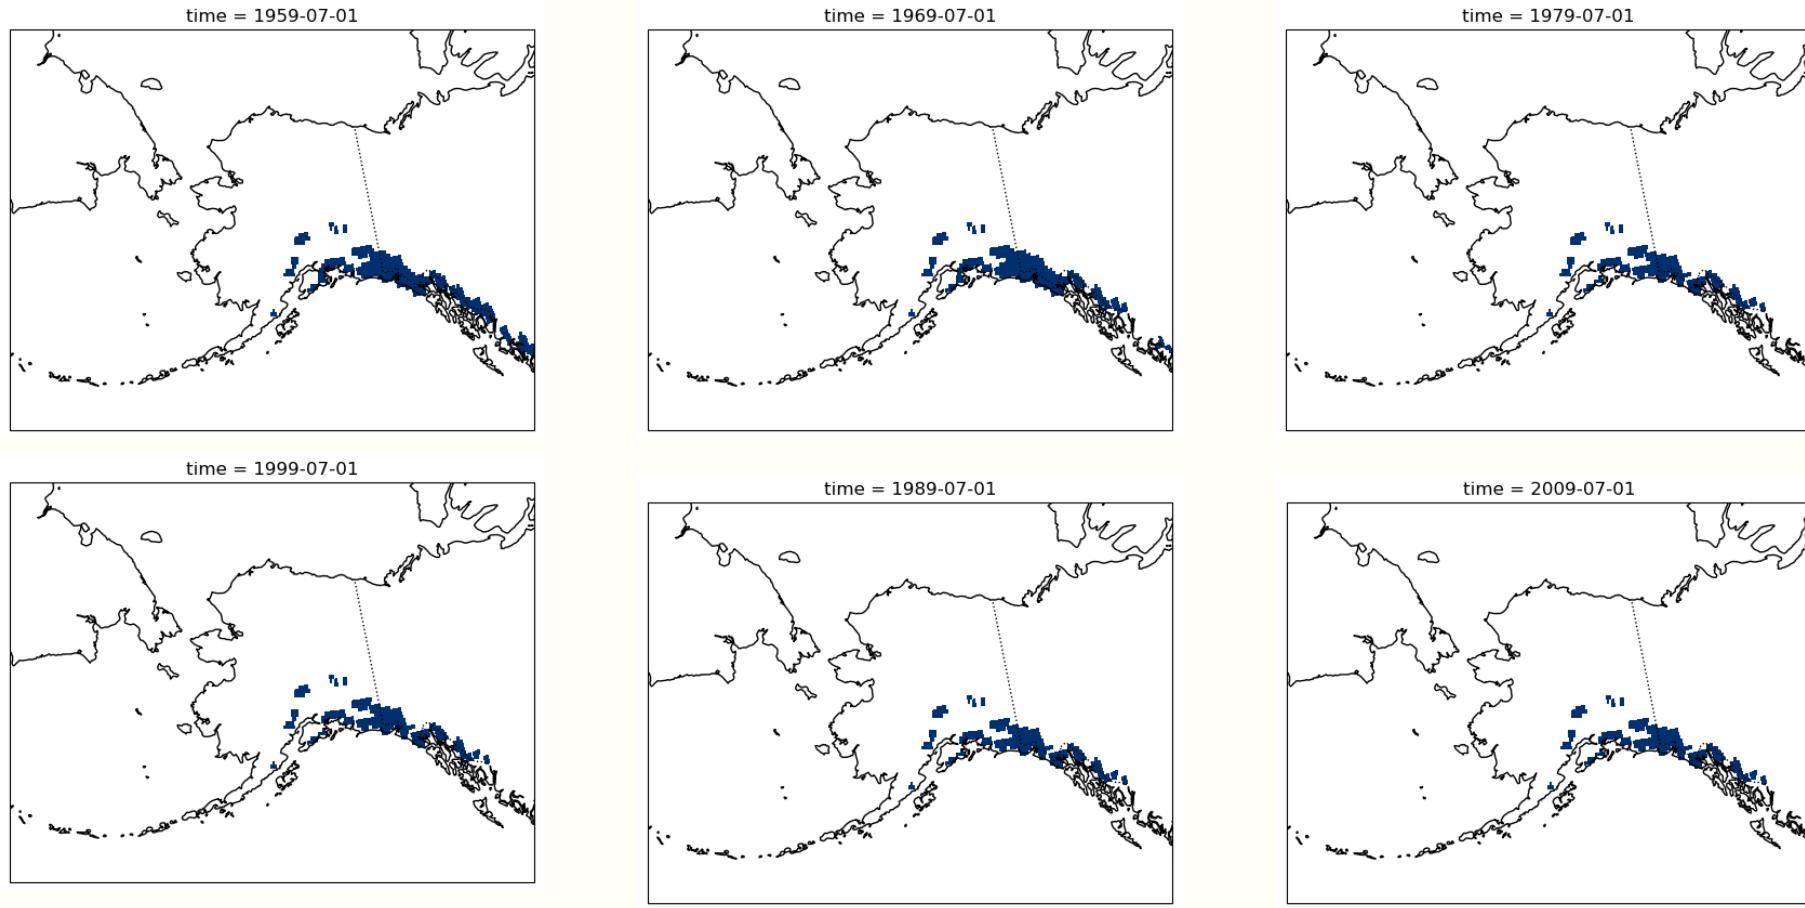 time = 1959-07-01
time = 1969-07-01
time = 1979-07-01
time = 1999-07-01
time = 1989-07-01
time = 2009-07-01